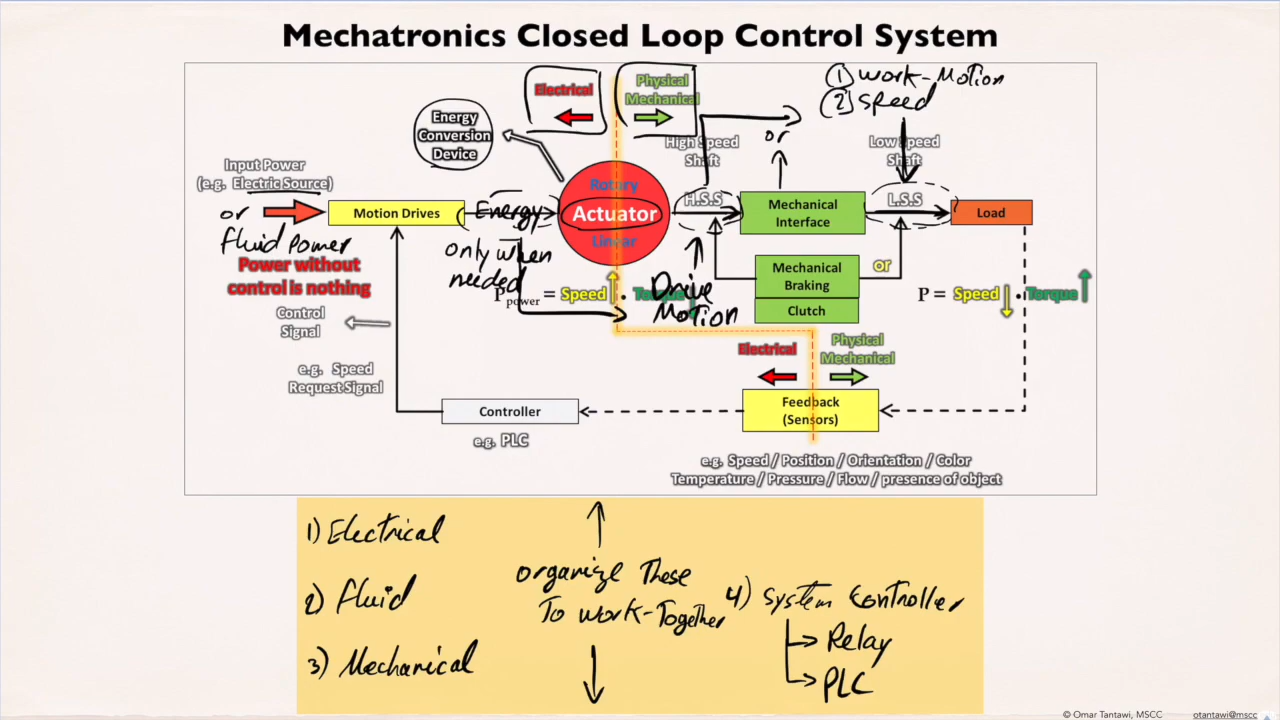 Mechatronics Closed Loop Control System
Electrical
Physical
Mechanical
① work-Motion
② speed
Energy
Conversion
Device
or
High Speed
Shaft
Low Speed
Shaft
Input Power
(e.g. Electric Source)
or
Fluid Power
Motion Drives
Energy
only when
needed
Rotary
Actuator
Linear
H.S.S
Mechanical
Interface
L.S.S
Load
Power without
control is nothing
Mechanical
Braking
or
Clutch
P power = Speed . Torque
Drive
Motion
P = Speed . Torque
Control
Signal
e.g. Speed
Request Signal
Electrical
Physical
Mechanical
Controller
e.g. PLC
Feedback
(Sensors)
e.g. Speed / Position / Orientation / Color
Temperature / Pressure / Flow / presence of object
1) Electrical
2) Fluid
3) Mechanical
organize These
To work-Together
4) System Controller
Relay
PLC
© Omar Tantawi, MSCC otantawi@mscc